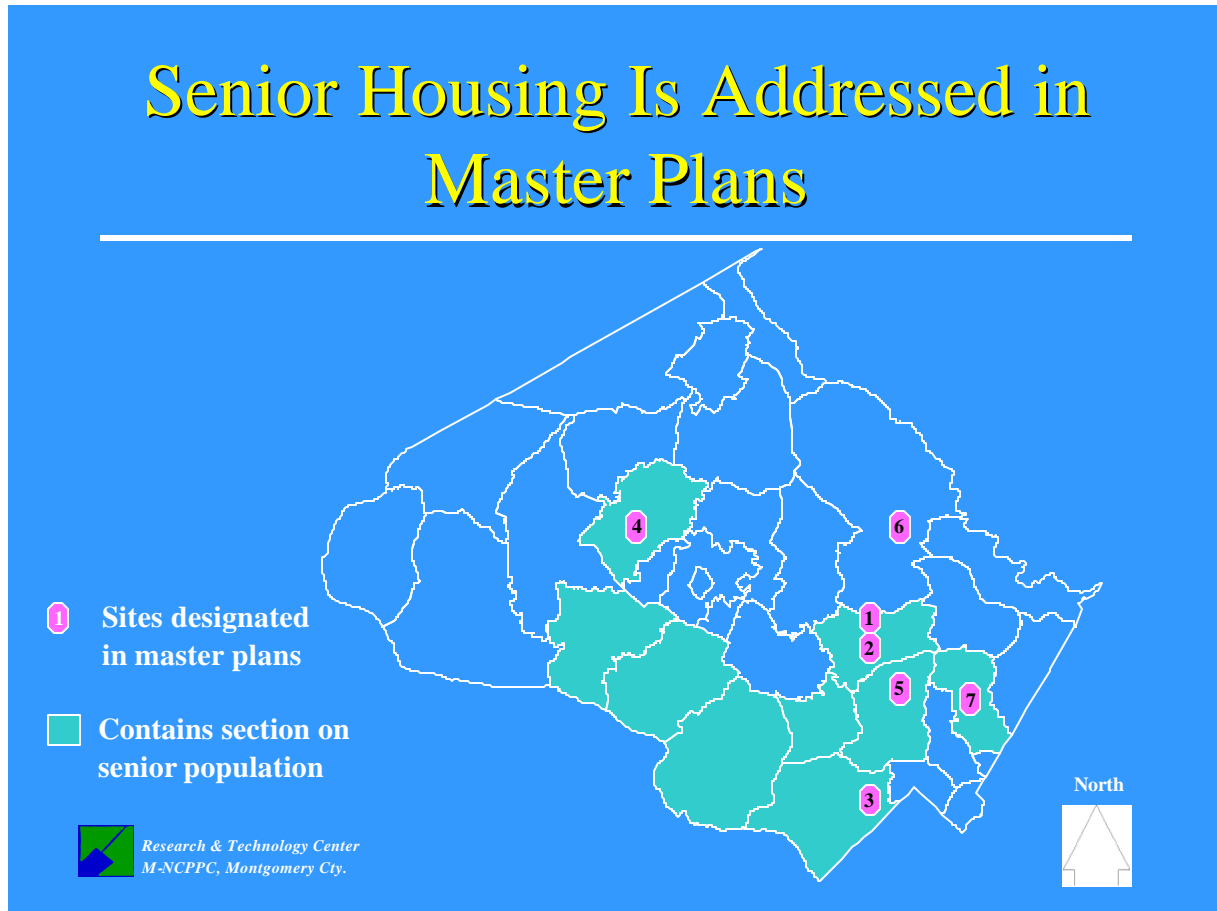 Senior Housing Is Addressed in
Master Plans
4
6
1
2
5
7
3
1
Sites designated
in master plans
Contains section on
senior population
North
Research & Technology Center
M-NCPPC, Montgomery Cty.